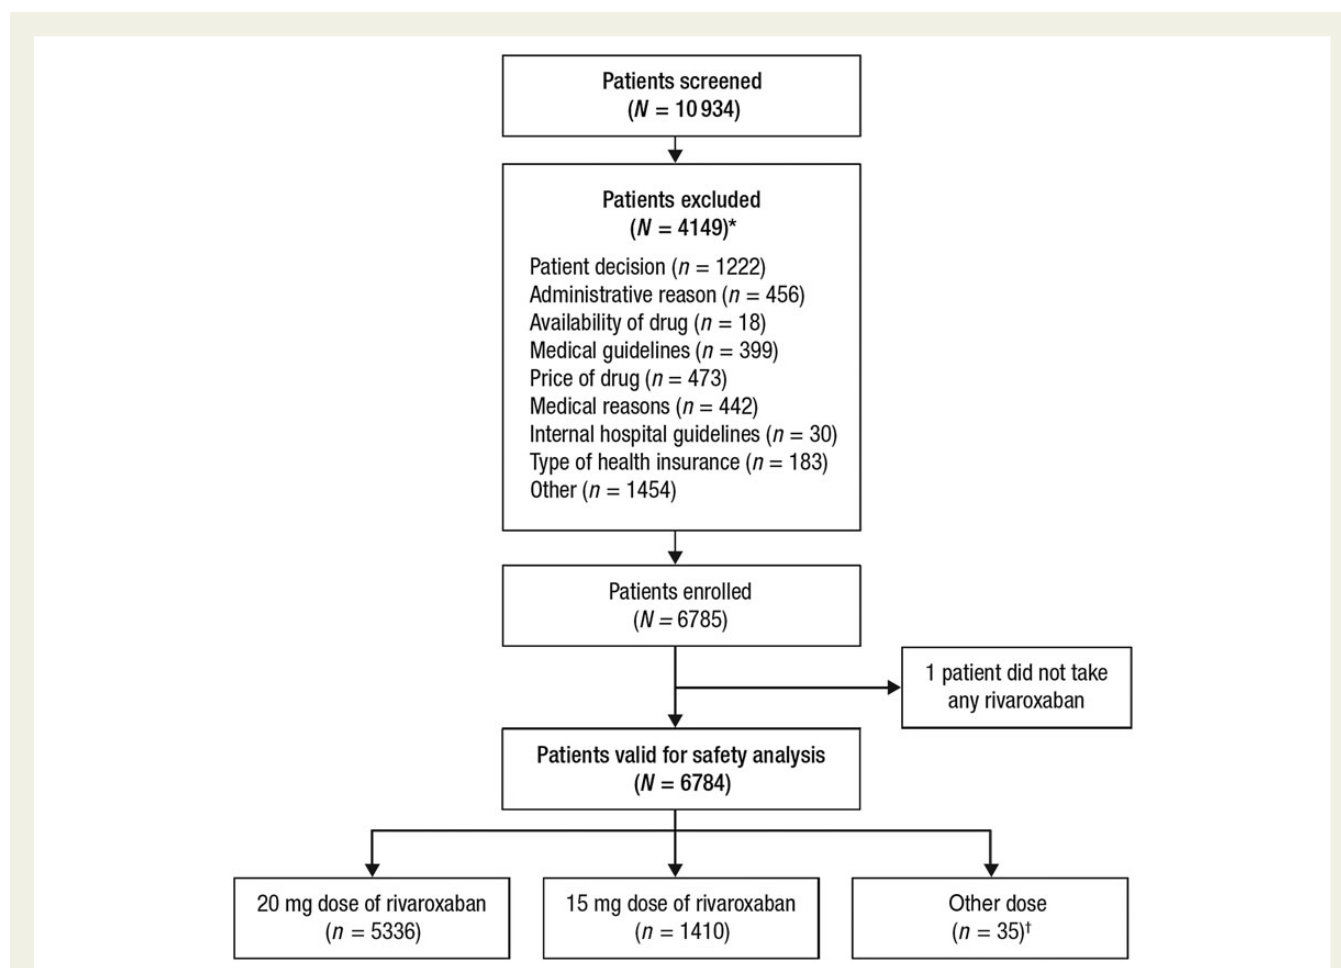 Patients screened
(N = 10 934)
Patients excluded
(N = 4149)*
Patient decision (n = 1222)
Administrative reason (n = 456)
Availability of drug (n = 18)
Medical guidelines (n = 399)
Price of drug (n = 473)
Medical reasons (n = 442)
Internal hospital guidelines (n = 30)
Type of health insurance (n = 183)
Other (n = 1454)
Patients enrolled
(N = 6785)
1 patient did not take
any rivaroxaban
Patients valid for safety analysis
(N = 6784)
20 mg dose of rivaroxaban
(n = 5336)
15 mg dose of rivaroxaban
(n = 1410)
Other dose
(n = 35)†